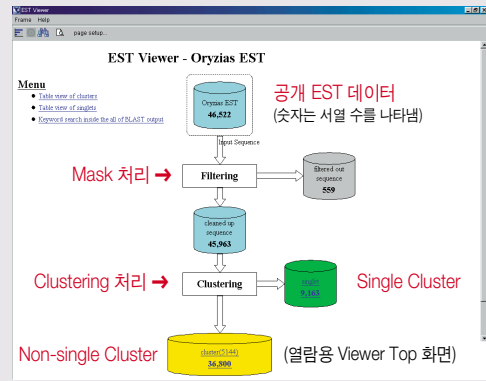 EST Viewer
Frame Help
page setup...
EST Viewer - Oryzias EST
Menu
Table view of clusters
Table view of singlets
Keyword search inside the all of BLAST output
Oryzias EST
46,522
공개 EST 데이터
(숫자는 서열 수를 나타냄)
Input Sequence
Mask 처리 →
Filtering
filtered out
sequence
559
cleaned up
sequence
45,963
Clustering 처리 →
Clustering
singlet
9,163
Single Cluster
Non-single Cluster
cluster(5144)
36,800
(열람용 Viewer Top 화면)